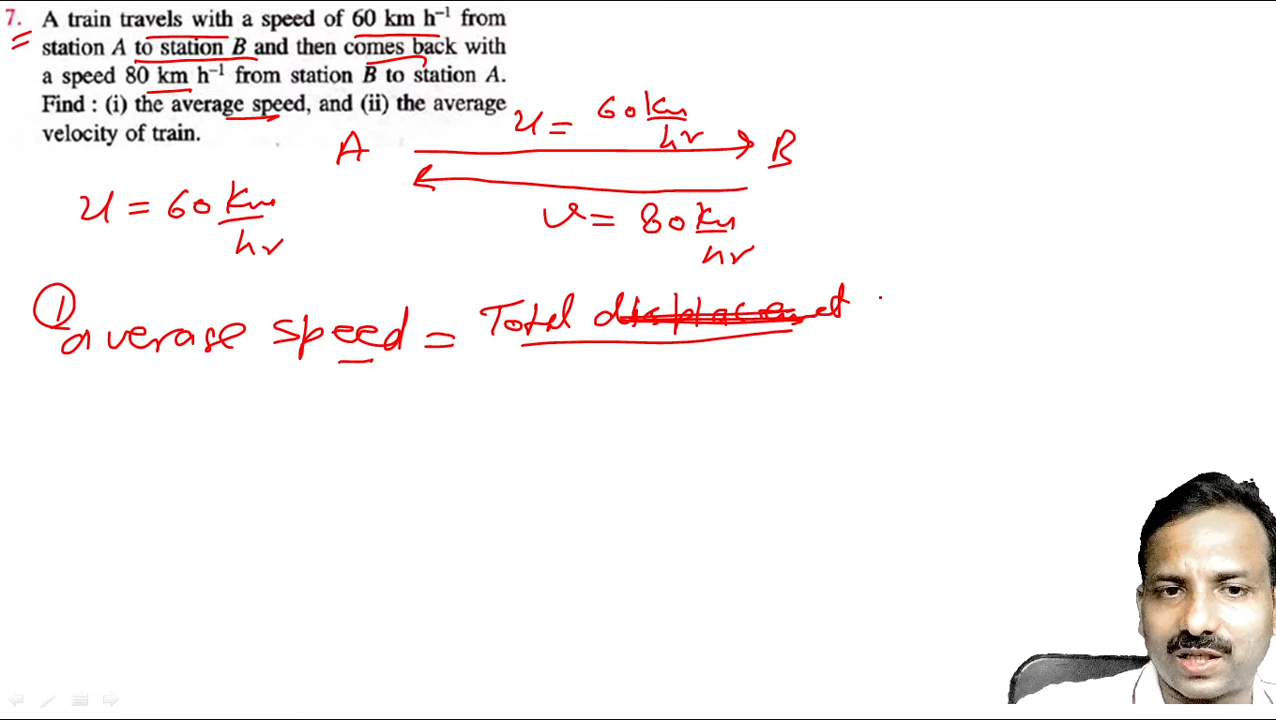 7. A train travels with a speed of 60 km h⁻¹ from
station A to station B and then comes back with
a speed 80 km h⁻¹ from station B to station A.
Find : (i) the average speed, and (ii) the average
velocity of train.
u = 60 km/hr
A B
v = 80 km/hr
u = 60 km/hr
① average speed = Total displacement